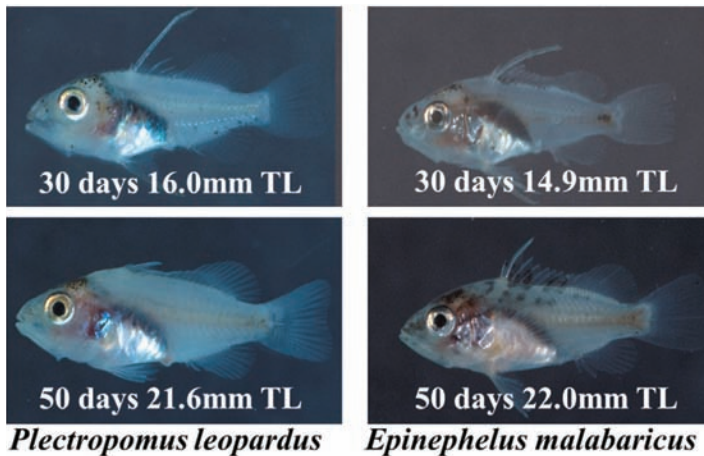 30 days 16.0mm TL
30 days 14.9mm TL
50 days 21.6mm TL
50 days 22.0mm TL
Plectropomus leopardus
Epinephelus malabaricus